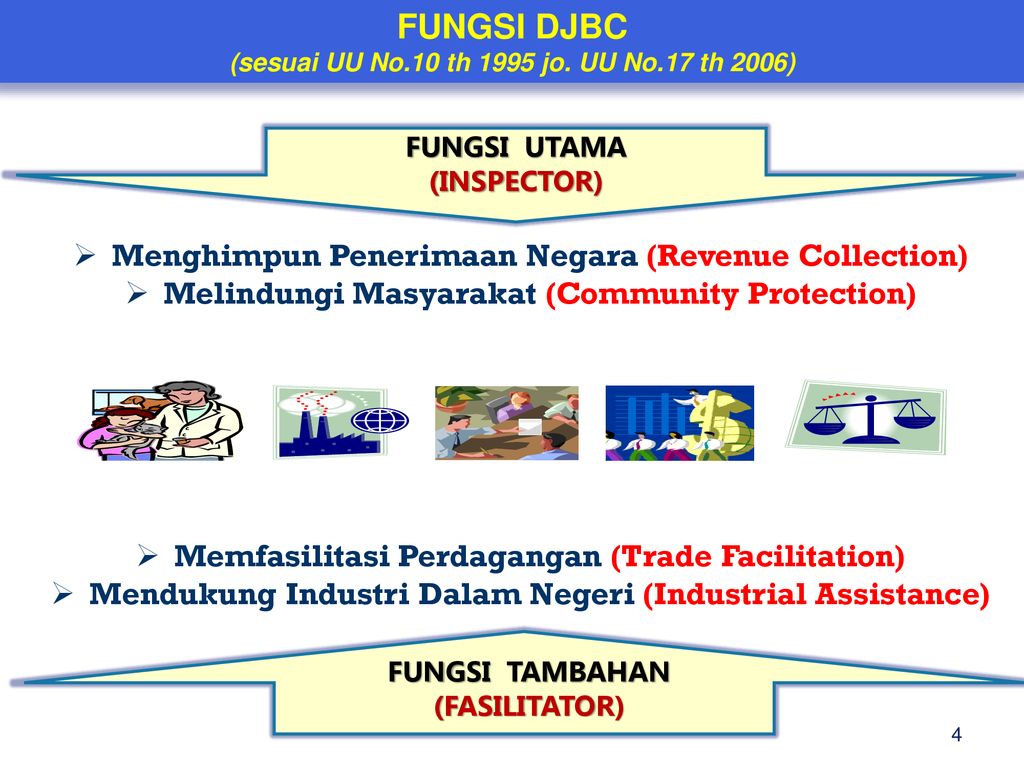 FUNGSI DJBC
(sesuai UU No.10 th 1995 jo. UU No.17 th 2006)
FUNGSI UTAMA
(INSPECTOR)
➢ Menghimpun Penerimaan Negara (Revenue Collection)
➢ Melindungi Masyarakat (Community Protection)
➢ Memfasilitasi Perdagangan (Trade Facilitation)
➢ Mendukung Industri Dalam Negeri (Industrial Assistance)
FUNGSI TAMBAHAN
(FASILITATOR)
4